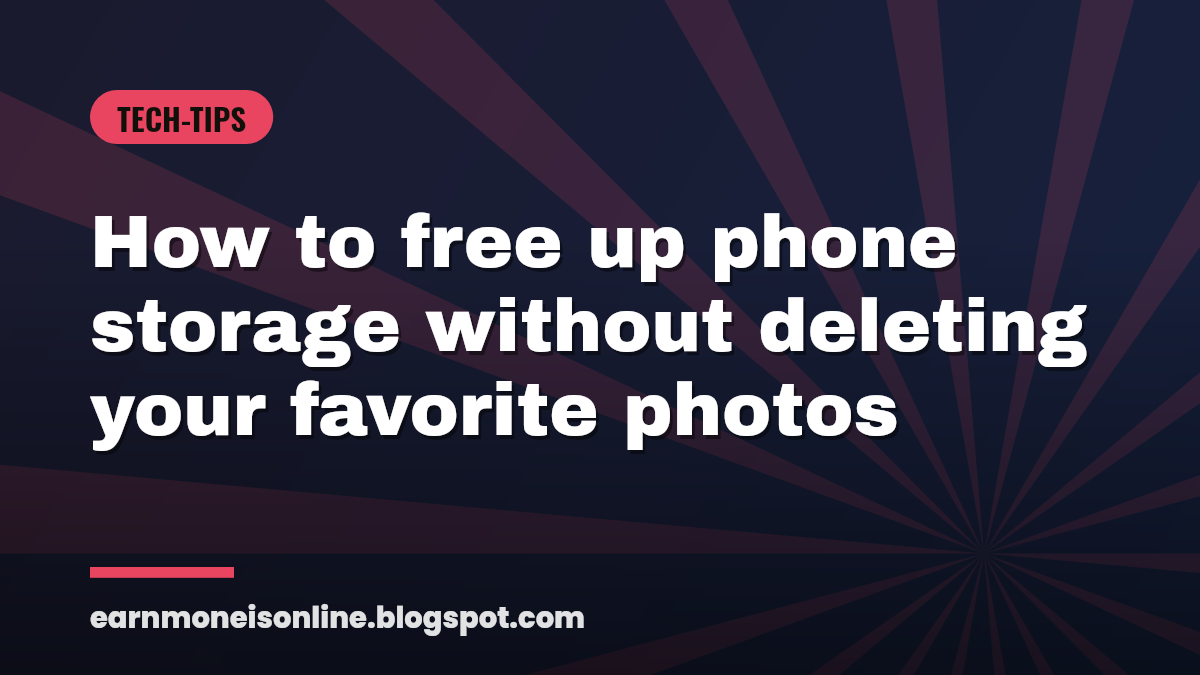 TECH-TIPS
How to free up phone
storage without deleting
your favorite photos
earnmoneisonline.blogspot.com